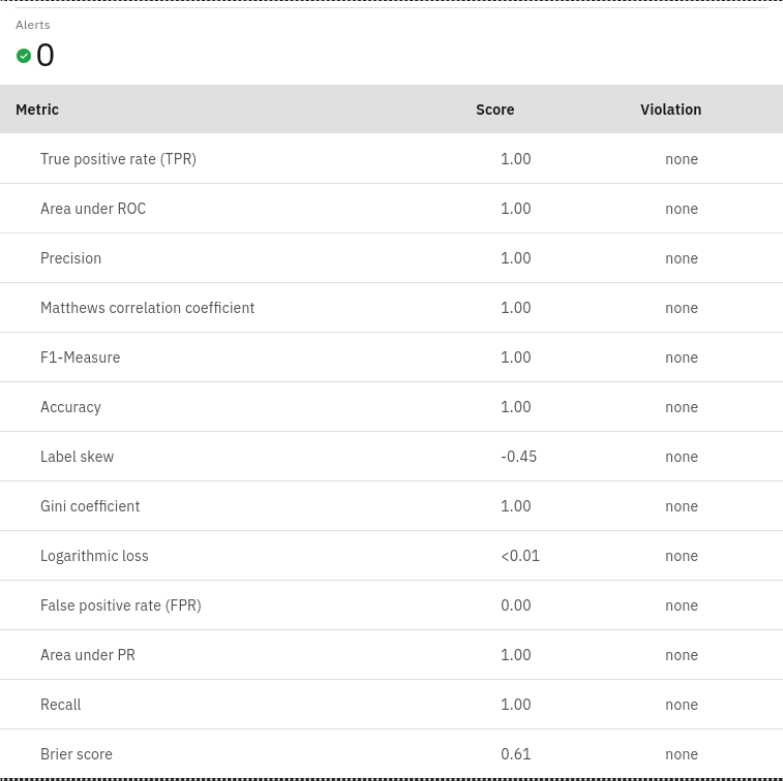 Alerts
0
Metric Score Violation
True positive rate (TPR) 1.00 none
Area under ROC 1.00 none
Precision 1.00 none
Matthews correlation coefficient 1.00 none
F1-Measure 1.00 none
Accuracy 1.00 none
Label skew -0.45 none
Gini coefficient 1.00 none
Logarithmic loss <0.01 none
False positive rate (FPR) 0.00 none
Area under PR 1.00 none
Recall 1.00 none
Brier score 0.61 none